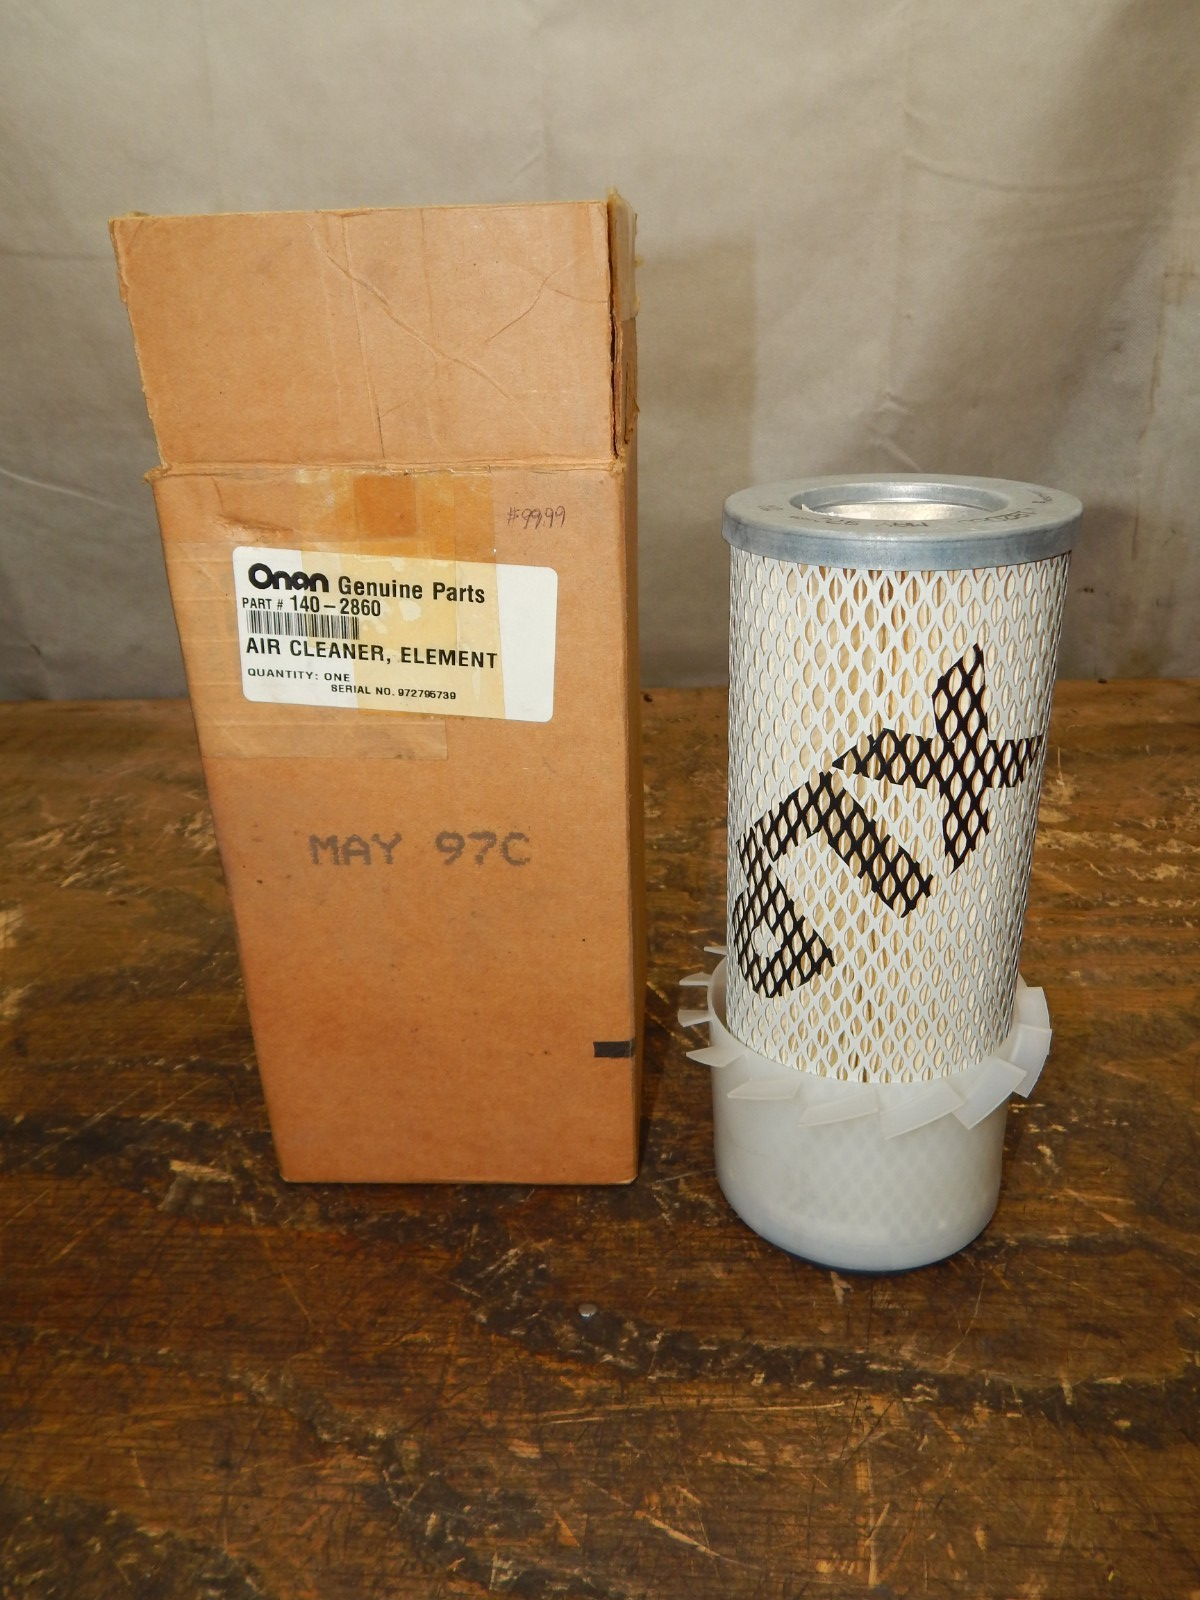 #99.99
Onan Genuine Parts
PART # 140-2860
AIR CLEANER, ELEMENT
QUANTITY: ONE
SERIAL NO. 972795739
MAY 97C